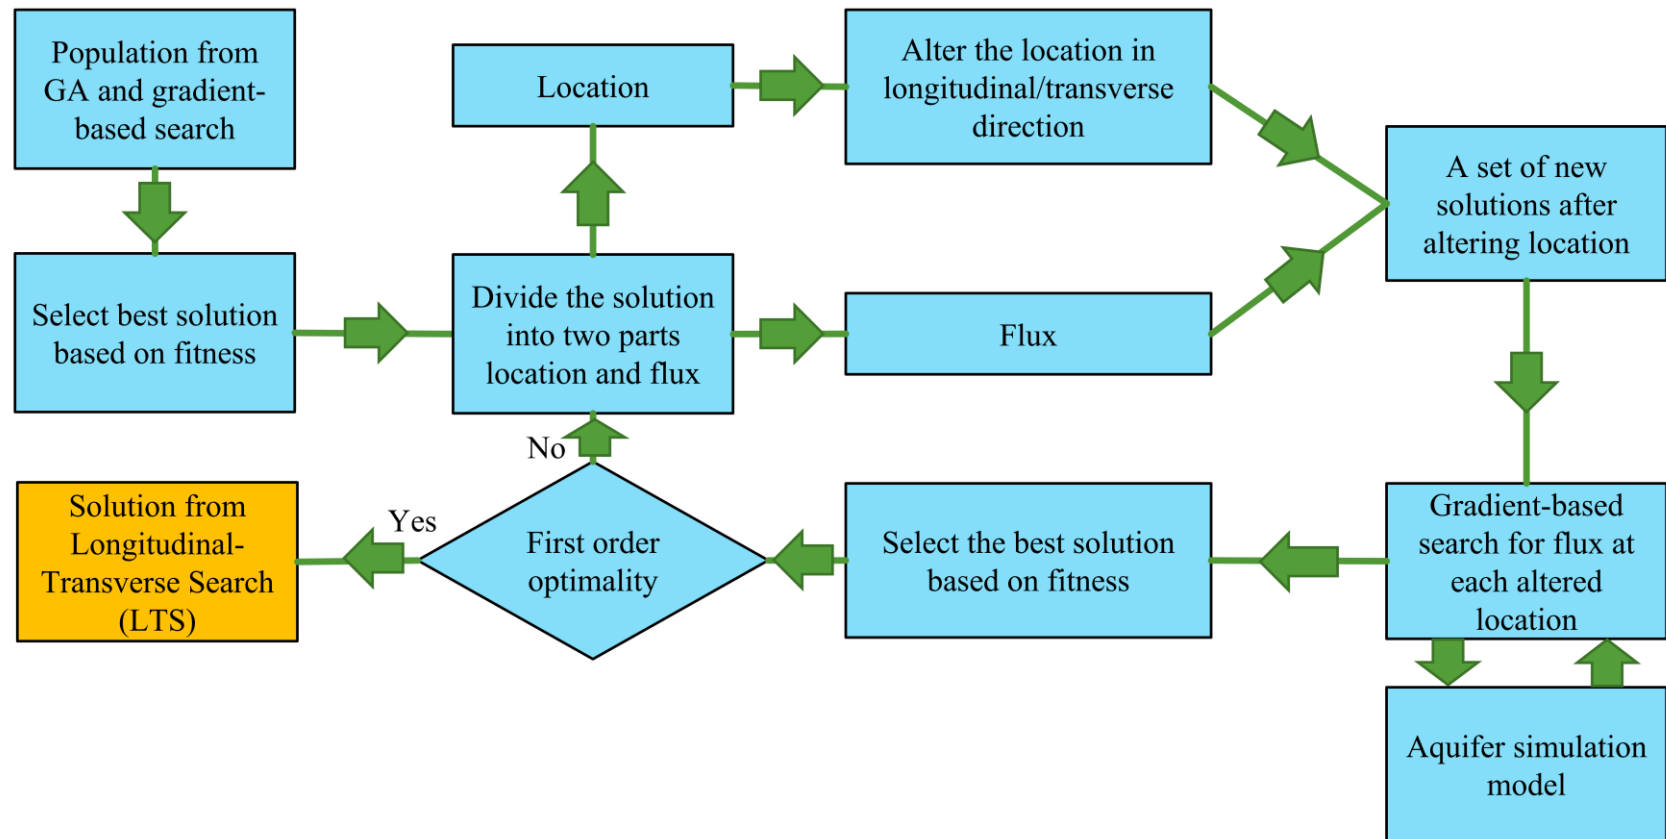 Population from
GA and gradient-
based search
Select best solution
based on fitness
Divide the solution
into two parts
location and flux
Location
Alter the location in
longitudinal/transverse
direction
Flux
A set of new
solutions after
altering location
Gradient-based
search for flux at
each altered
location
Aquifer simulation
model
Select the best solution
based on fitness
First order
optimality
No
Yes
Solution from
Longitudinal-
Transverse Search
(LTS)